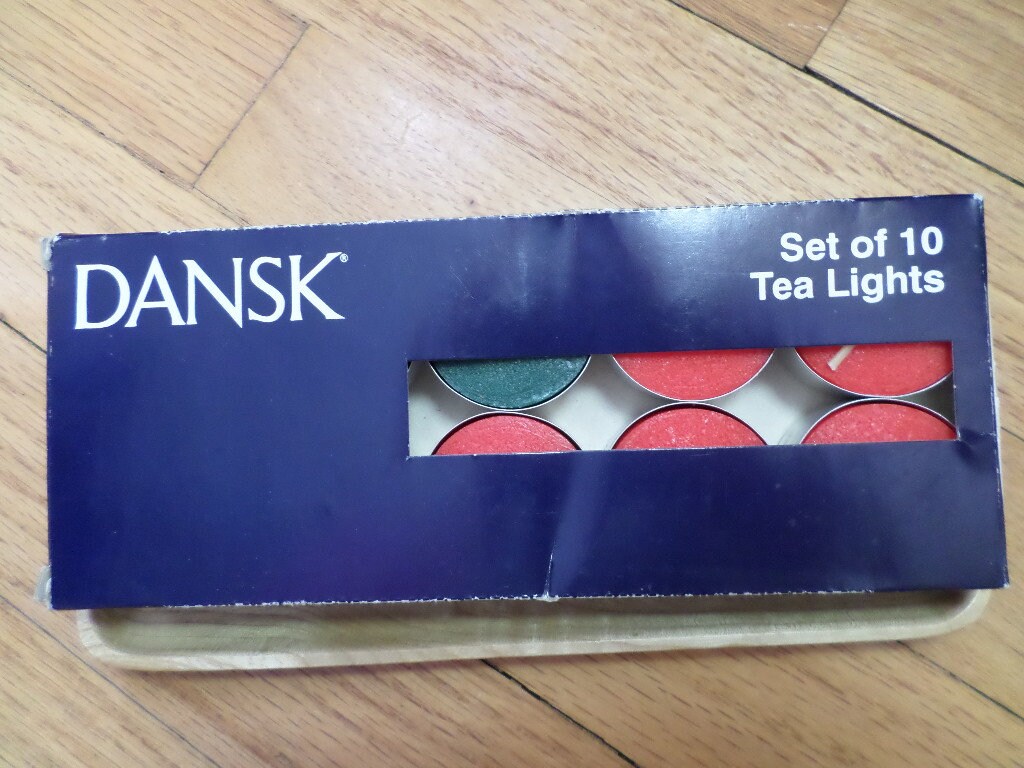 DANSK®
Set of 10
Tea Lights